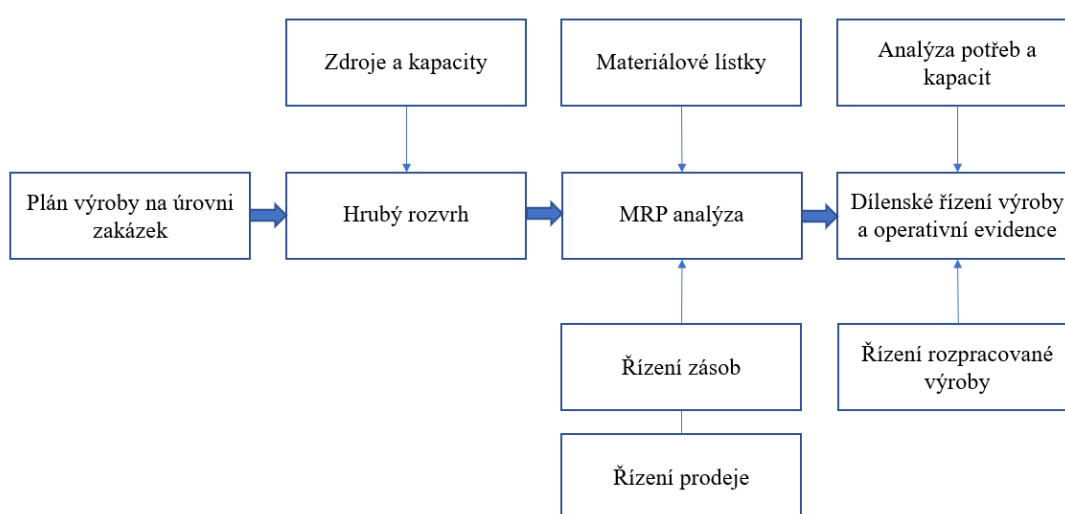 Zdroje a kapacity
Materiálové lístky
Analýza potřeb a
kapacit
Plán výroby na úrovni
zakázek
Hrubý rozvrh
MRP analýza
Dílenské řízení výroby
a operativní evidence
Řízení zásob
Řízení rozpracované
výroby
Řízení prodeje